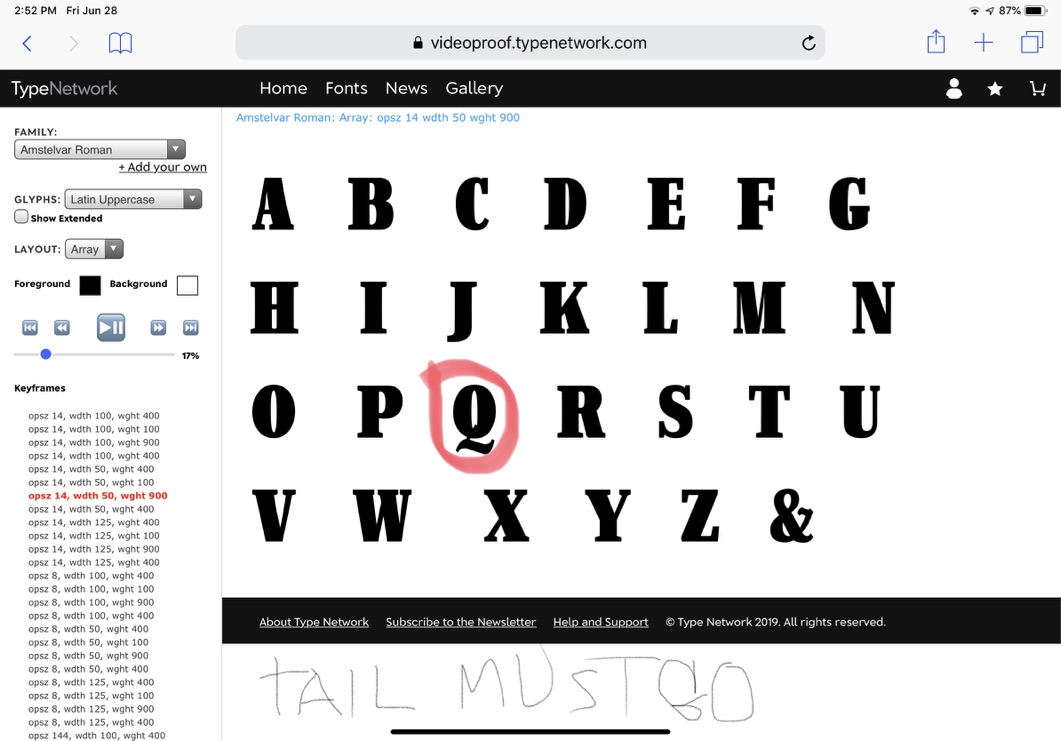 2:52 PM Fri Jun 28
87%
videoproof.typenetwork.com
TypeNetwork
Home Fonts News Gallery
Amstelvar Roman: Array: opsz 14 wdth 50 wght 900
FAMILY:
Amstelvar Roman
+ Add your own
GLYPHS: Latin Uppercase
Show Extended
LAYOUT: Array
Foreground Background
17%
Keyframes
opsz 14, wdth 100, wght 400
opsz 14, wdth 100, wght 100
opsz 14, wdth 100, wght 900
opsz 14, wdth 100, wght 400
opsz 14, wdth 50, wght 400
opsz 14, wdth 50, wght 100
opsz 14, wdth 50, wght 900
opsz 14, wdth 50, wght 400
opsz 14, wdth 125, wght 400
opsz 14, wdth 125, wght 100
opsz 14, wdth 125, wght 900
opsz 14, wdth 125, wght 400
opsz 8, wdth 100, wght 400
opsz 8, wdth 100, wght 100
opsz 8, wdth 100, wght 900
opsz 8, wdth 100, wght 400
opsz 8, wdth 50, wght 400
opsz 8, wdth 50, wght 100
opsz 8, wdth 50, wght 900
opsz 8, wdth 50, wght 400
opsz 8, wdth 125, wght 400
opsz 8, wdth 125, wght 100
opsz 8, wdth 125, wght 900
opsz 8, wdth 125, wght 400
opsz 144, wdth 100, wght 400
A B C D E F G
H I J K L M N
O P Q R S T U
V W X Y Z &
About Type Network Subscribe to the Newsletter Help and Support © Type Network 2019. All rights reserved.
TAIL MUST GO